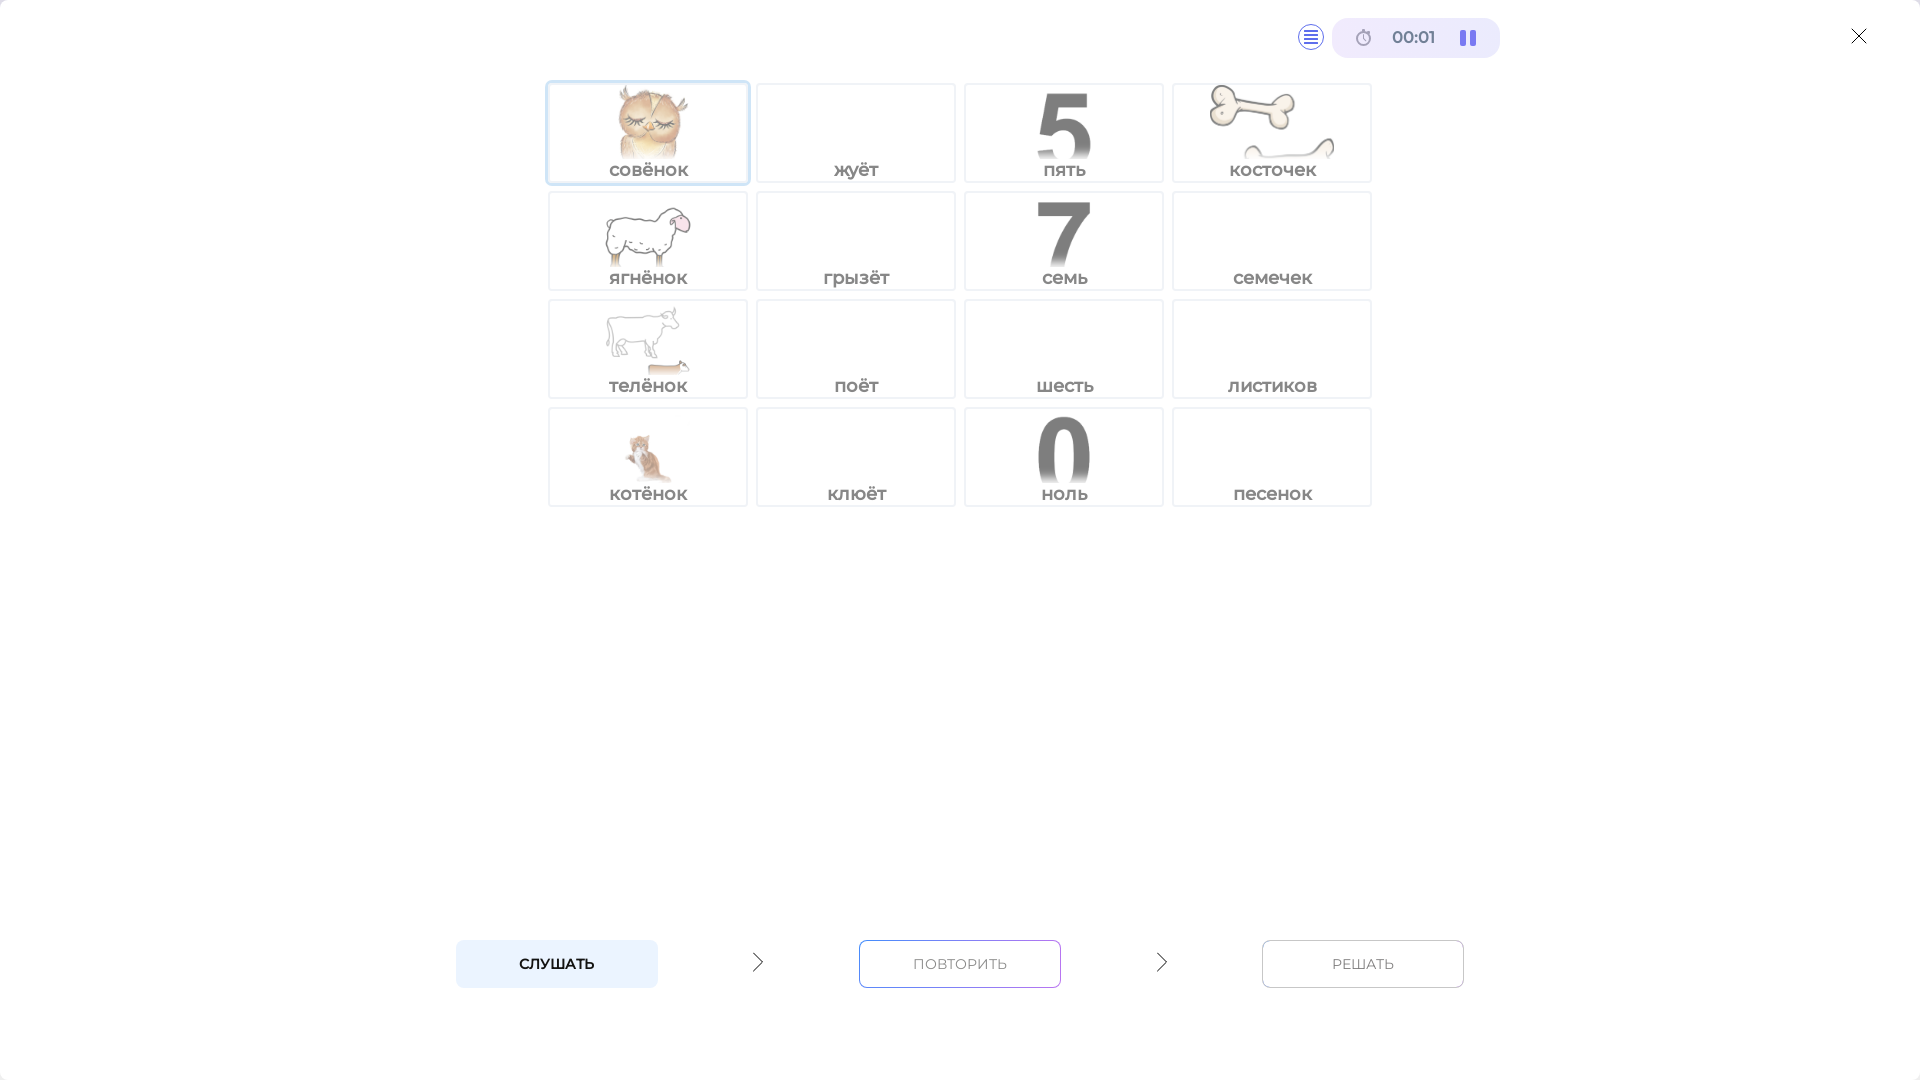 00:01
совёнок жуёт 5 пять косточек
ягнёнок грызёт 7 семь семечек
телёнок поёт шесть листиков
котёнок клюёт 0 ноль песенок
СЛУШАТЬ ПОВТОРИТЬ РЕШАТЬ